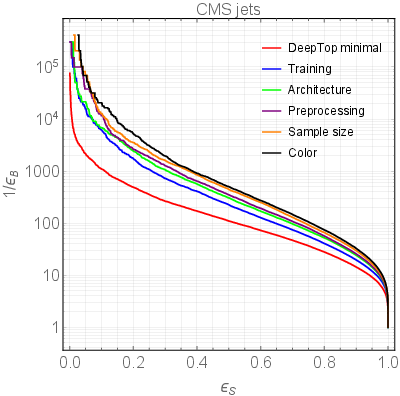 CMS jets
DeepTop minimal
Training
Architecture
Preprocessing
Sample size
Color
10^5
10^4
1000
100
10
1
1/ϵ_B
0.0 0.2 0.4 0.6 0.8 1.0
ϵ_S